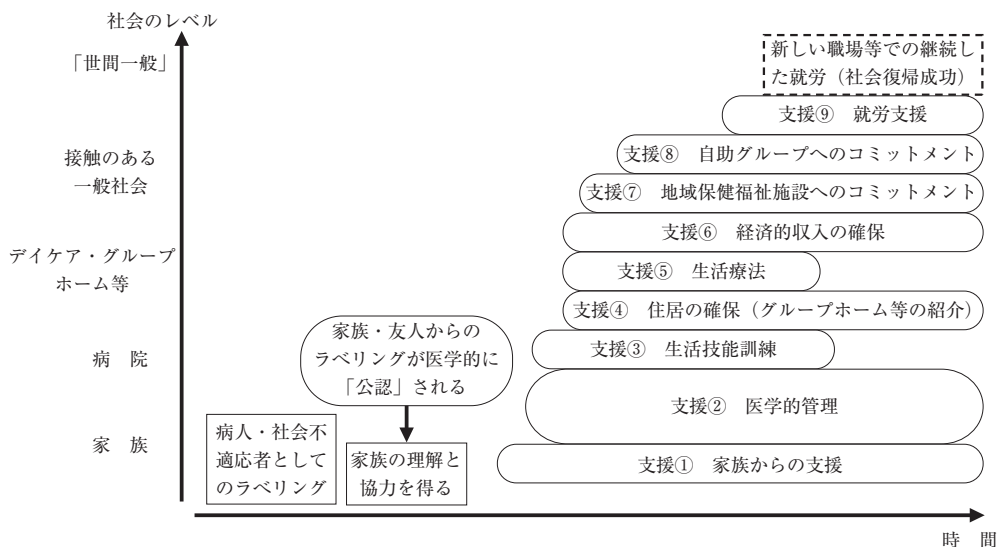 社会のレベル
「世間一般」
新しい職場等での継続し
た就労（社会復帰成功）
支援⑨　就労支援
接触のある
一般社会
支援⑧　自助グループへのコミットメント
支援⑦　地域保健福祉施設へのコミットメント
支援⑥　経済的収入の確保
デイケア・グループ
ホーム等
支援⑤　生活療法
支援④　住居の確保（グループホーム等の紹介）
家族・友人からの
ラベリングが医学的に
「公認」される
病　院
支援③　生活技能訓練
支援②　医学的管理
家　族
病人・社会不
適応者として
のラベリング
家族の理解と
協力を得る
支援①　家族からの支援
時　間